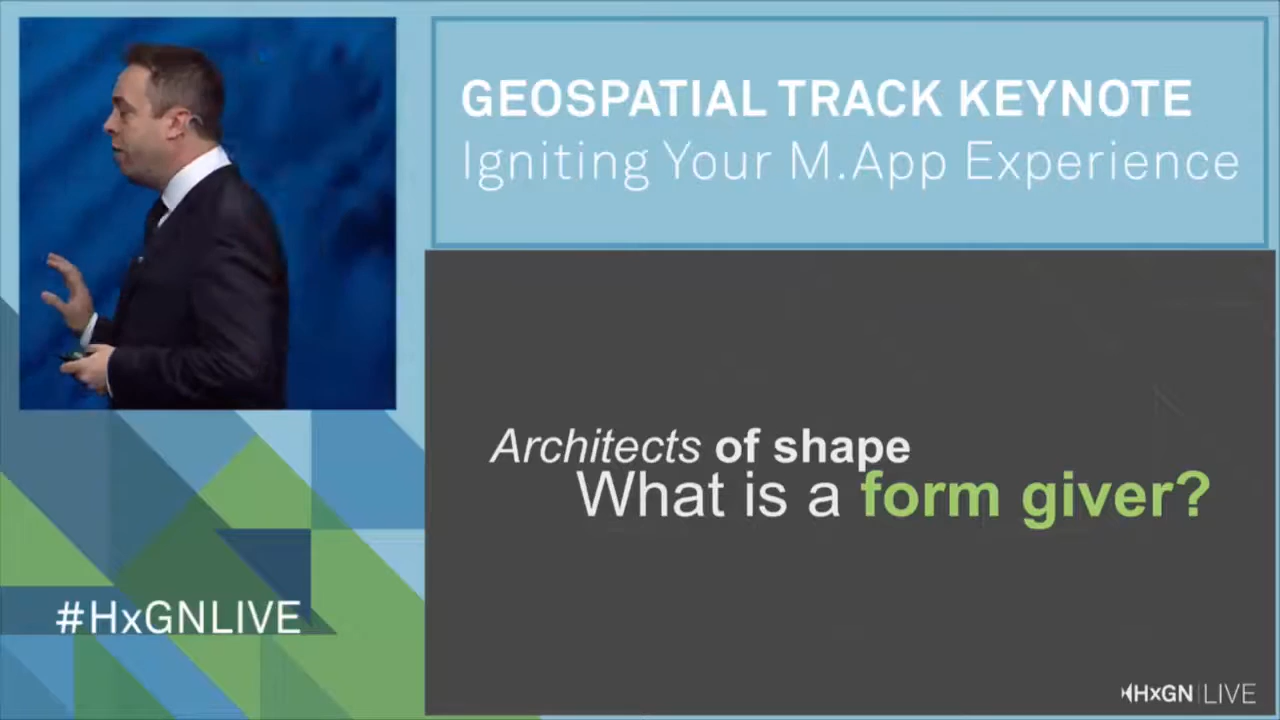 GEOSPATIAL TRACK KEYNOTE
Igniting Your M.App Experience
Architects of shape
What is a form giver?
#HxGNLIVE
HxGN LIVE